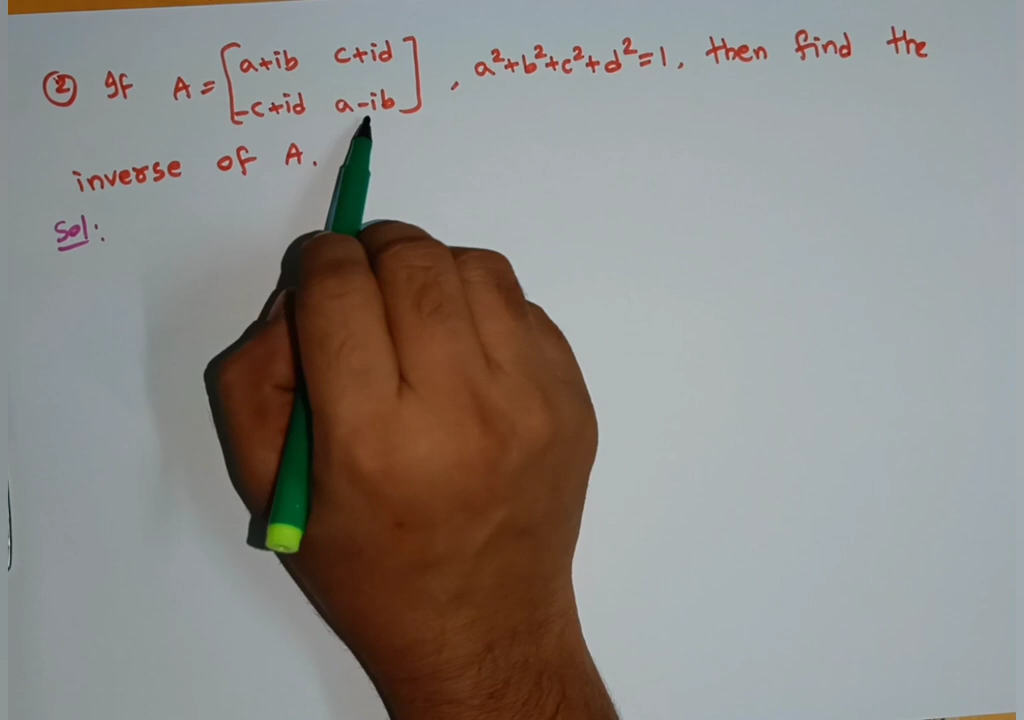 ② If A = [a+ib c+id
-c+id a-ib] , a²+b²+c²+d²=1, then find the
inverse of A.
Sol: